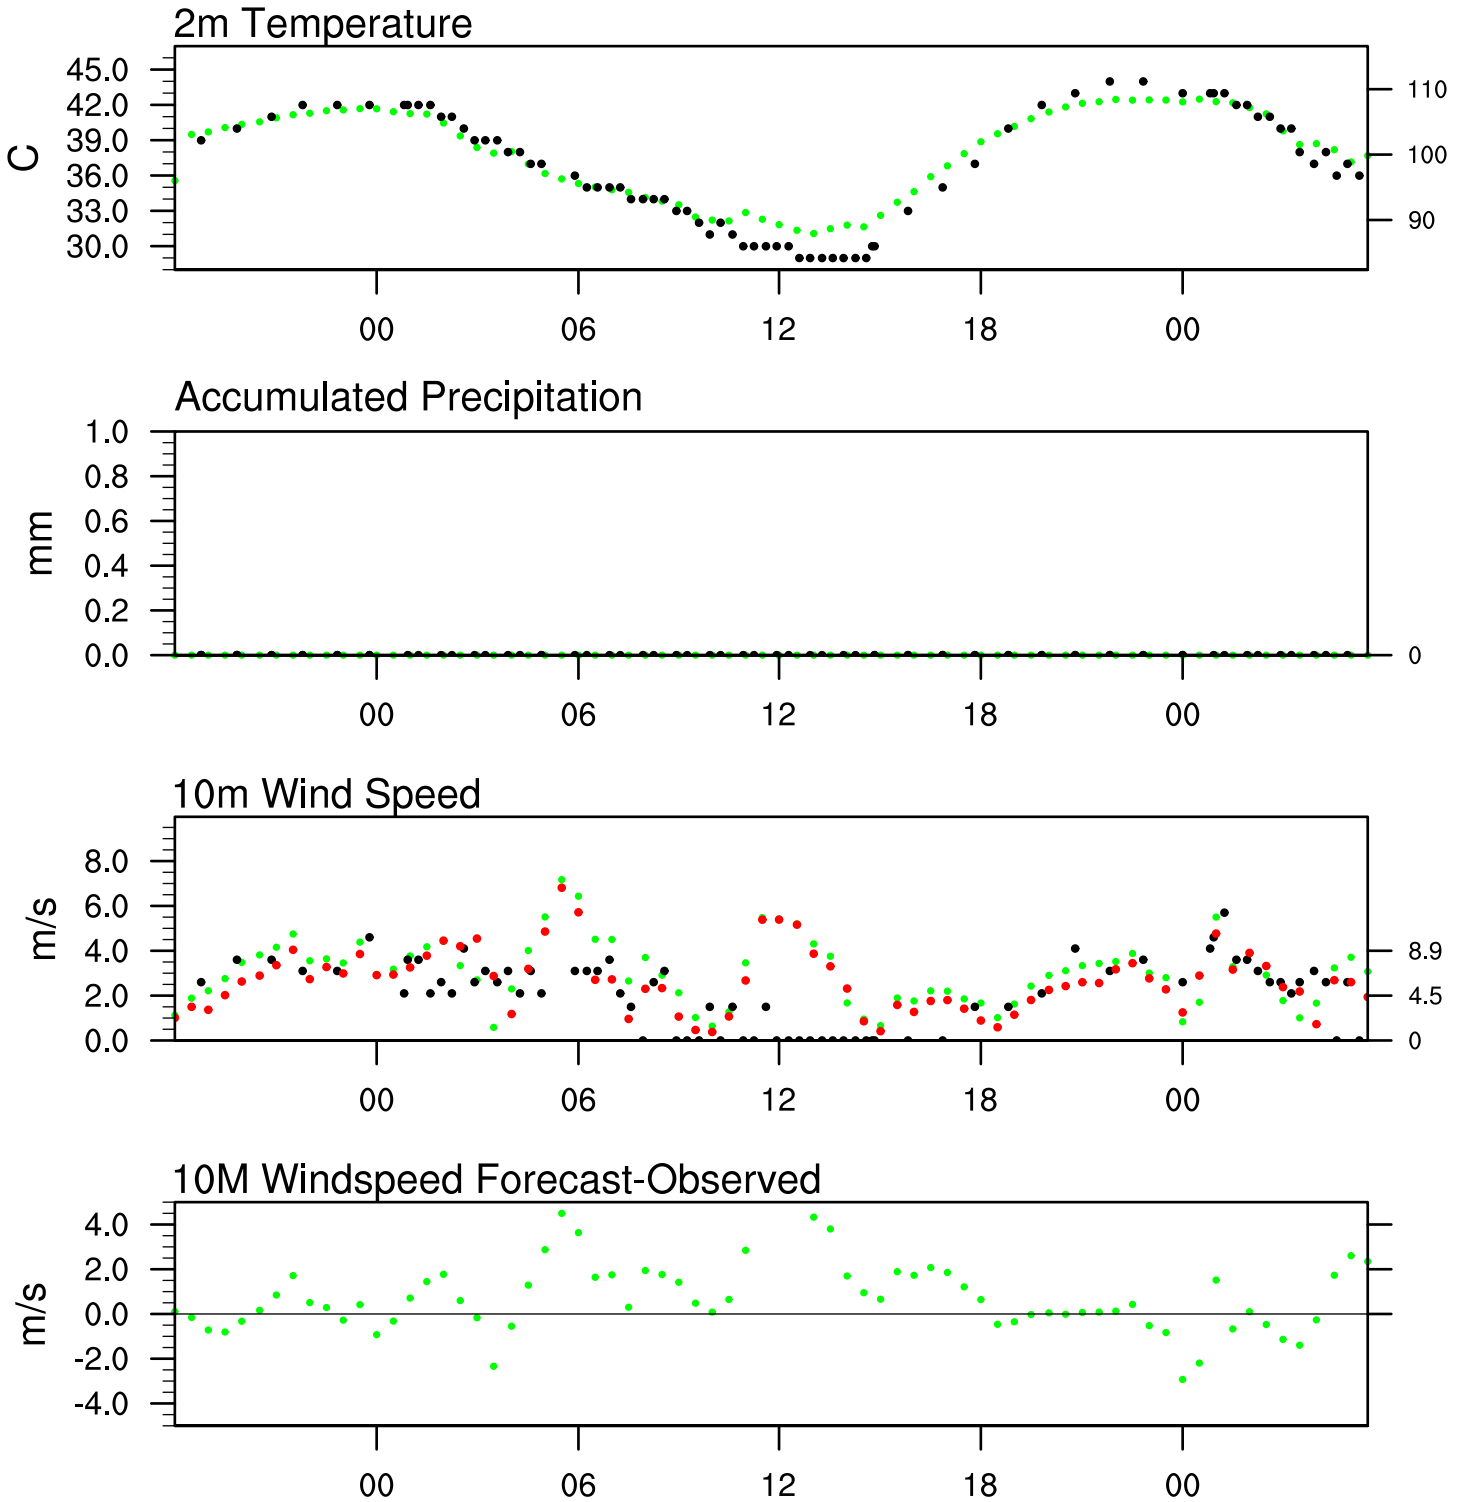 2m Temperature
45.0
42.0
39.0
36.0
33.0
30.0
C
110
100
90
00 06 12 18 00
Accumulated Precipitation
1.0
0.8
0.6
0.4
0.2
0.0
mm
0
00 06 12 18 00
10m Wind Speed
8.0
6.0
4.0
2.0
0.0
m/s
8.9
4.5
0
00 06 12 18 00
10M Windspeed Forecast-Observed
4.0
2.0
0.0
-2.0
-4.0
m/s
00 06 12 18 00